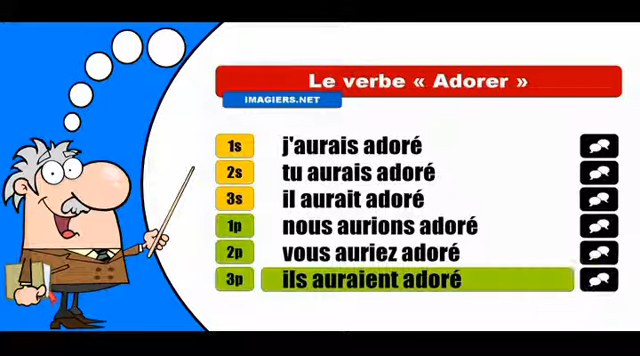 Le verbe « Adorer »
IMAGIERS.NET
1s j'aurais adoré
2s tu aurais adoré
3s il aurait adoré
1p nous aurions adoré
2p vous auriez adoré
3p ils auraient adoré